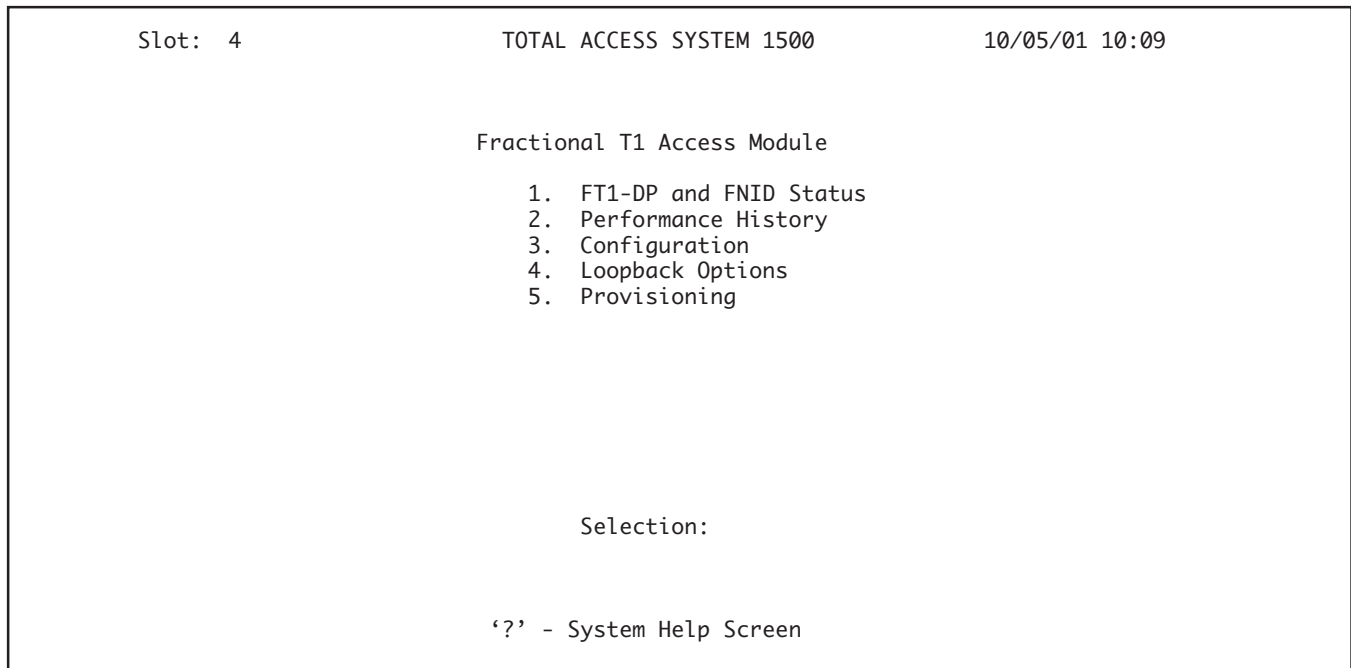 Slot: 4 TOTAL ACCESS SYSTEM 1500 10/05/01 10:09
Fractional T1 Access Module
1. FT1-DP and FNID Status
2. Performance History
3. Configuration
4. Loopback Options
5. Provisioning
Selection:
‘?’ - System Help Screen